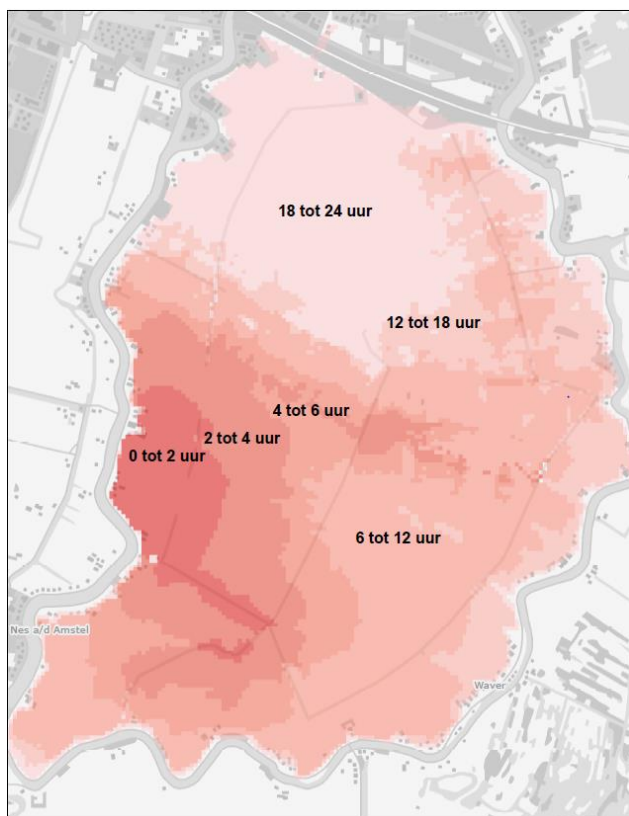 18 tot 24 uur
12 tot 18 uur
4 tot 6 uur
2 tot 4 uur
0 tot 2 uur
6 tot 12 uur
Nes a/d Amstel
Waver